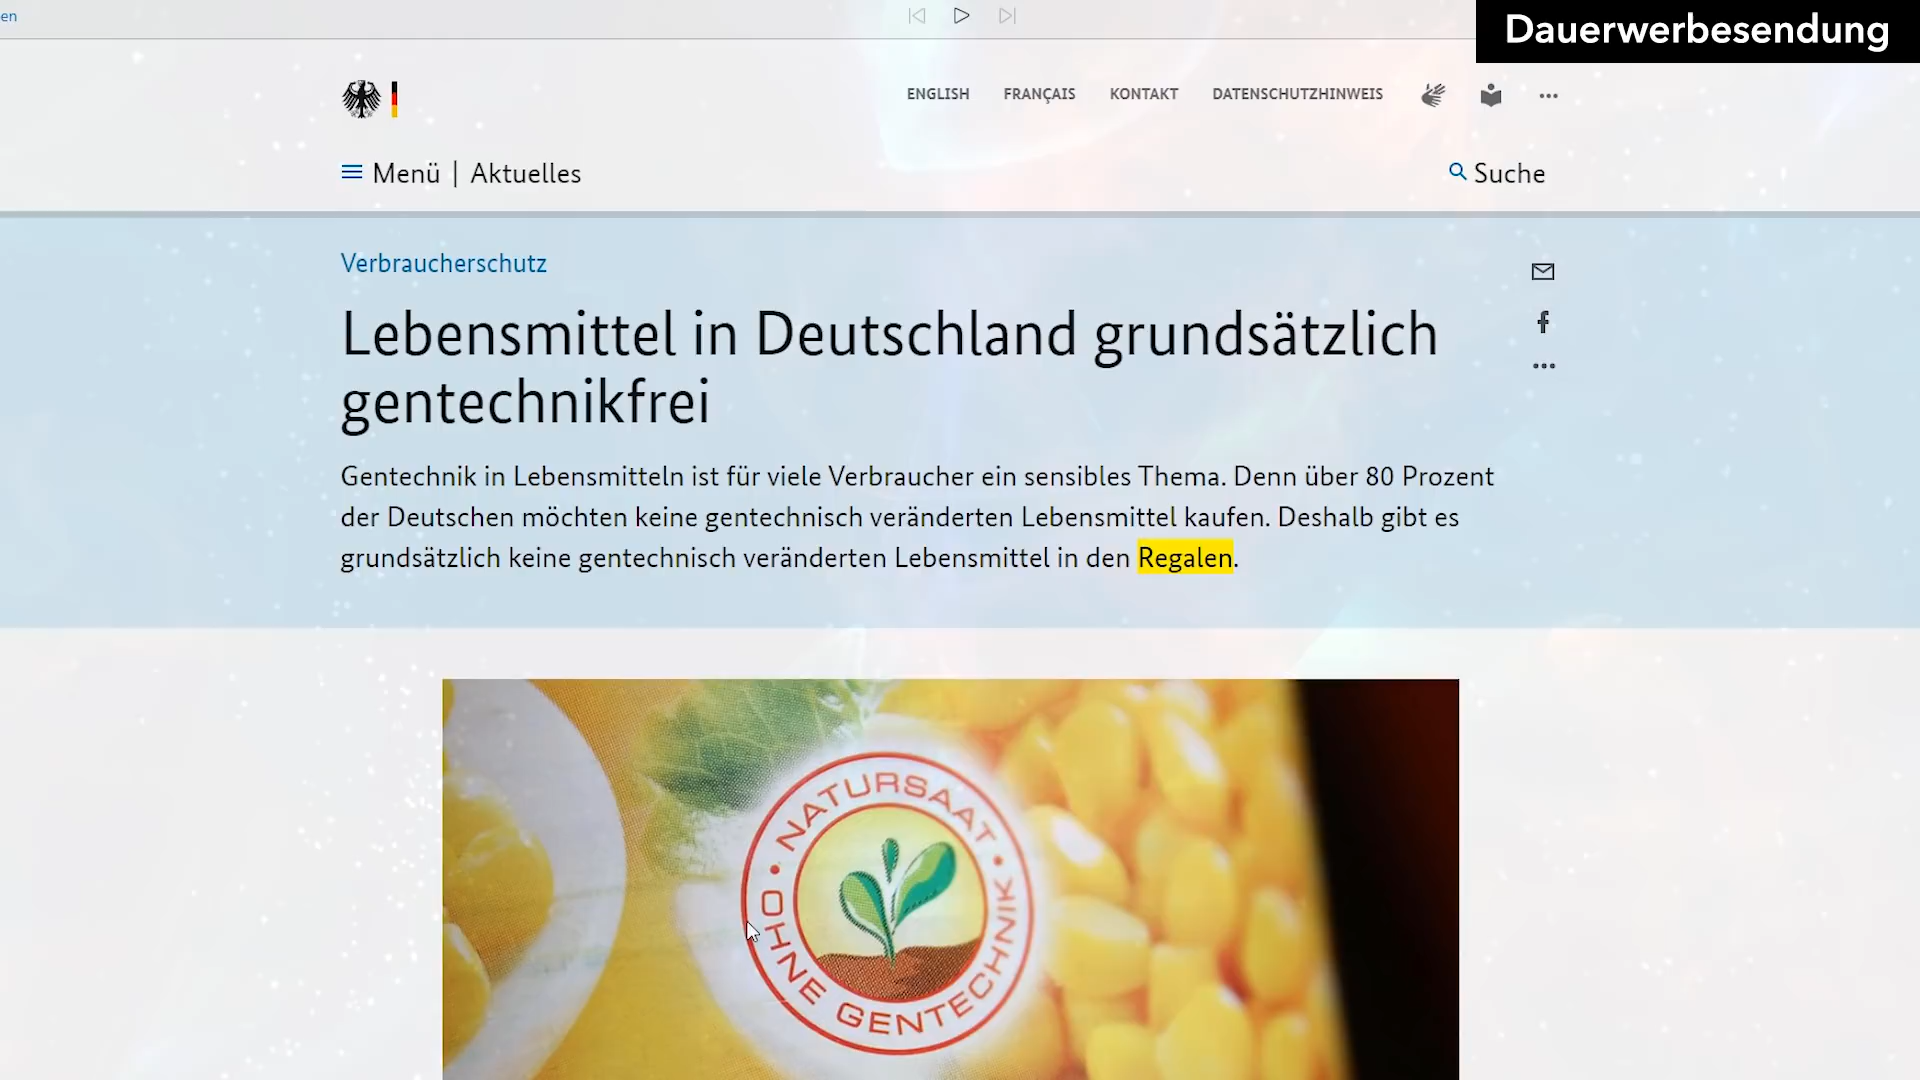 en
Dauerwerbesendung
ENGLISH FRANÇAIS KONTAKT DATENSCHUTZHINWEIS
Menü | Aktuelles
Suche
Verbraucherschutz
Lebensmittel in Deutschland grundsätzlich
gentechnikfrei
Gentechnik in Lebensmitteln ist für viele Verbraucher ein sensibles Thema. Denn über 80 Prozent
der Deutschen möchten keine gentechnisch veränderten Lebensmittel kaufen. Deshalb gibt es
grundsätzlich keine gentechnisch veränderten Lebensmittel in den Regalen.
• NATURSAAT •
OHNE GENTECHNIK